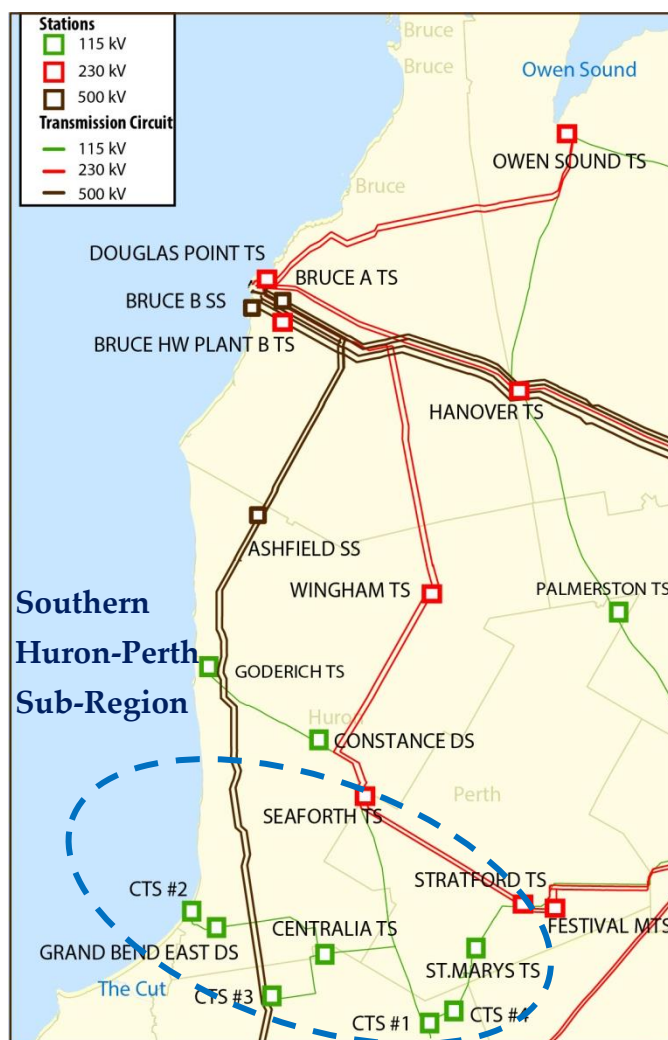 Stations
115 kV
230 kV
500 kV
Transmission Circuit
115 kV
230 kV
500 kV
Bruce
Bruce
Owen Sound
OWEN SOUND TS
Bruce
DOUGLAS POINT TS
BRUCE A TS
BRUCE B SS
BRUCE HW PLANT B TS
HANOVER TS
ASHFIELD SS
WINGHAM TS
PALMERSTON TS
Southern
Huron-Perth
Sub-Region
GODERICH TS
Huron
CONSTANCE DS
Perth
SEAFORTH TS
STRATFORD TS
CTS #2
FESTIVAL MTS
CENTRALIA TS
GRAND BEND EAST DS
ST.MARYS TS
The Cut
CTS #3
CTS #4
CTS #1